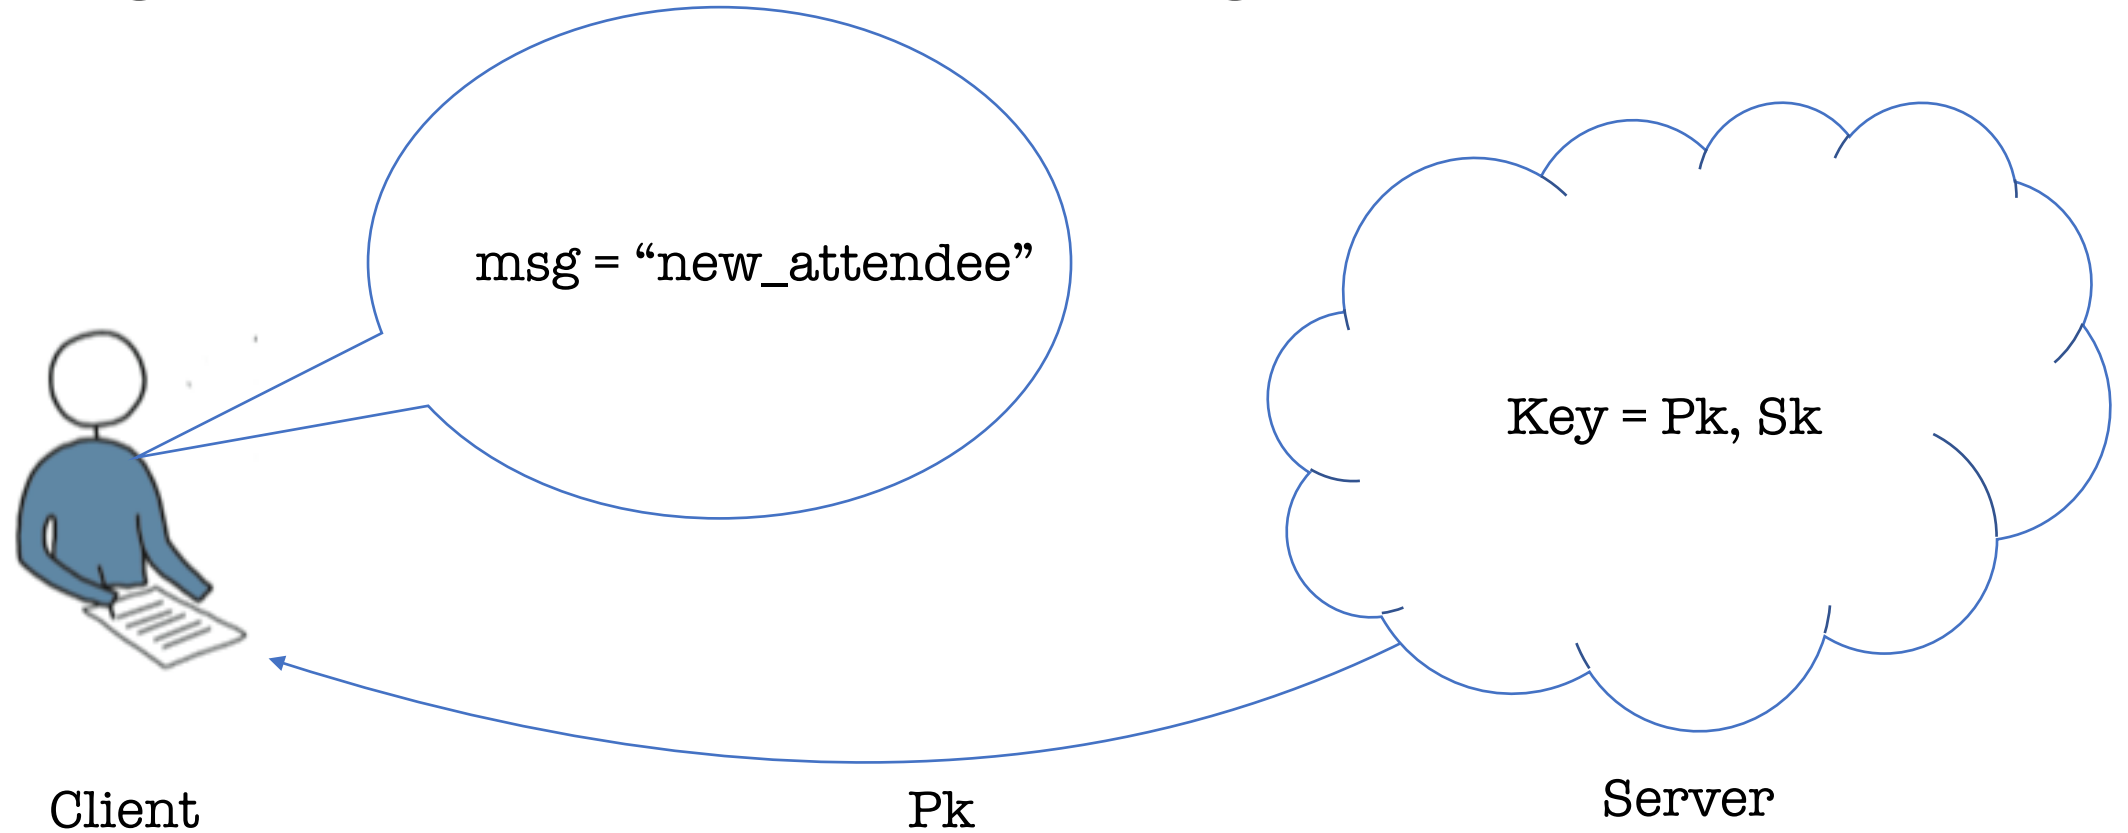 msg = “new_attendee”
Key = Pk, Sk
Client
Pk
Server